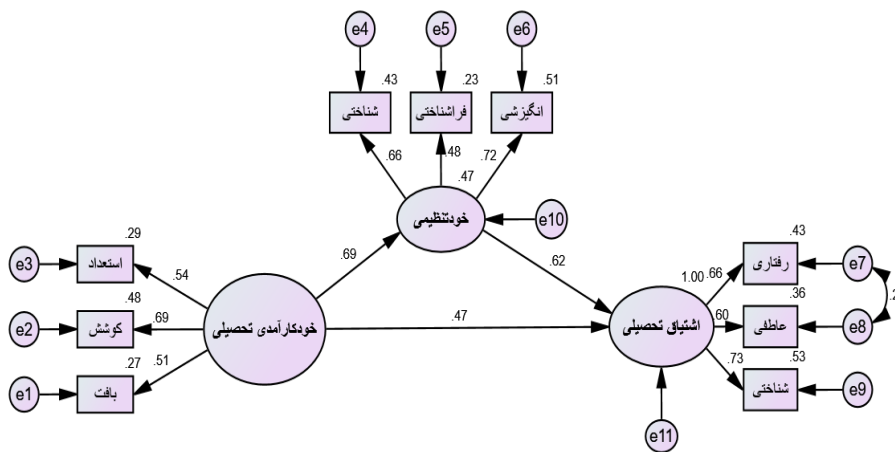 e4
e5
e6
.43
.23
.51
شناختی
فراشناختی
انگیزشی
.66
.48
.72
.47
خودتنظیمی
e10
.29
e3
استعداد
.54
.69
.62
.43
e7
رفتاری
1.00
.66
.48
e2
کوشش
.69
خودکارآمدی تحصیلی
.47
اشتیاق تحصیلی
.36
.60
عاطفی
e8
.2
.27
.51
e1
بافت
.73
.53
شناختی
e9
e11